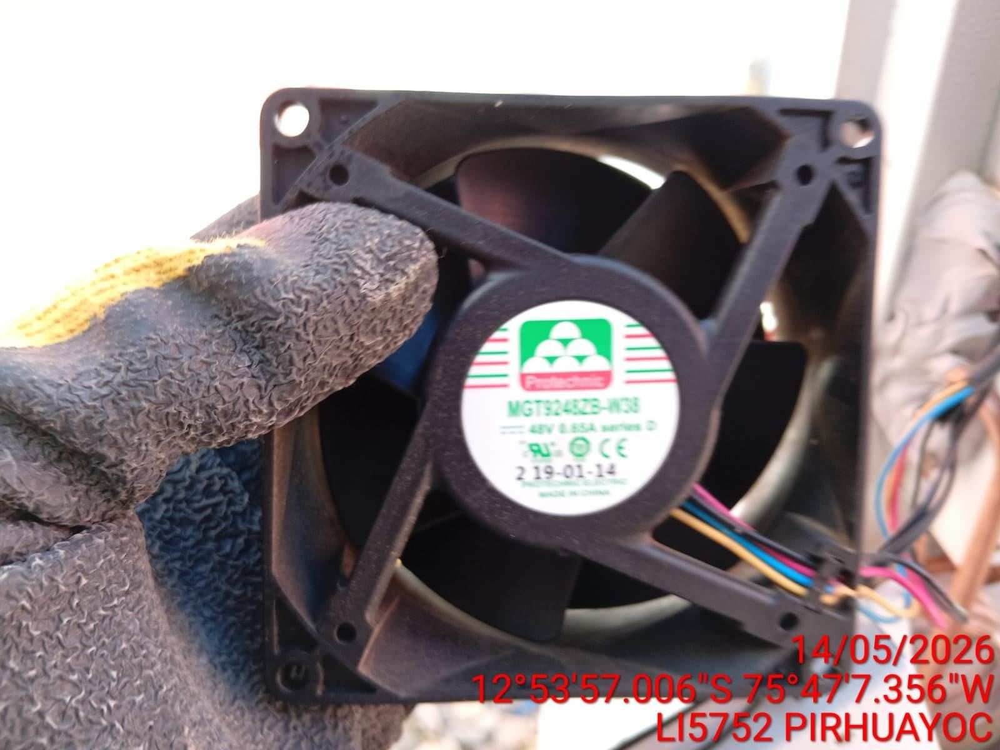 Protechnic
MGT9248ZB-W38
48V 0.65A series D
CE
2 19-01-14
PROTECHNIC ELECTRIC
MADE IN CHINA
14/05/2026
12°53'57.006"S 75°47'7.356"W
LI5752 PIRHUAYOC